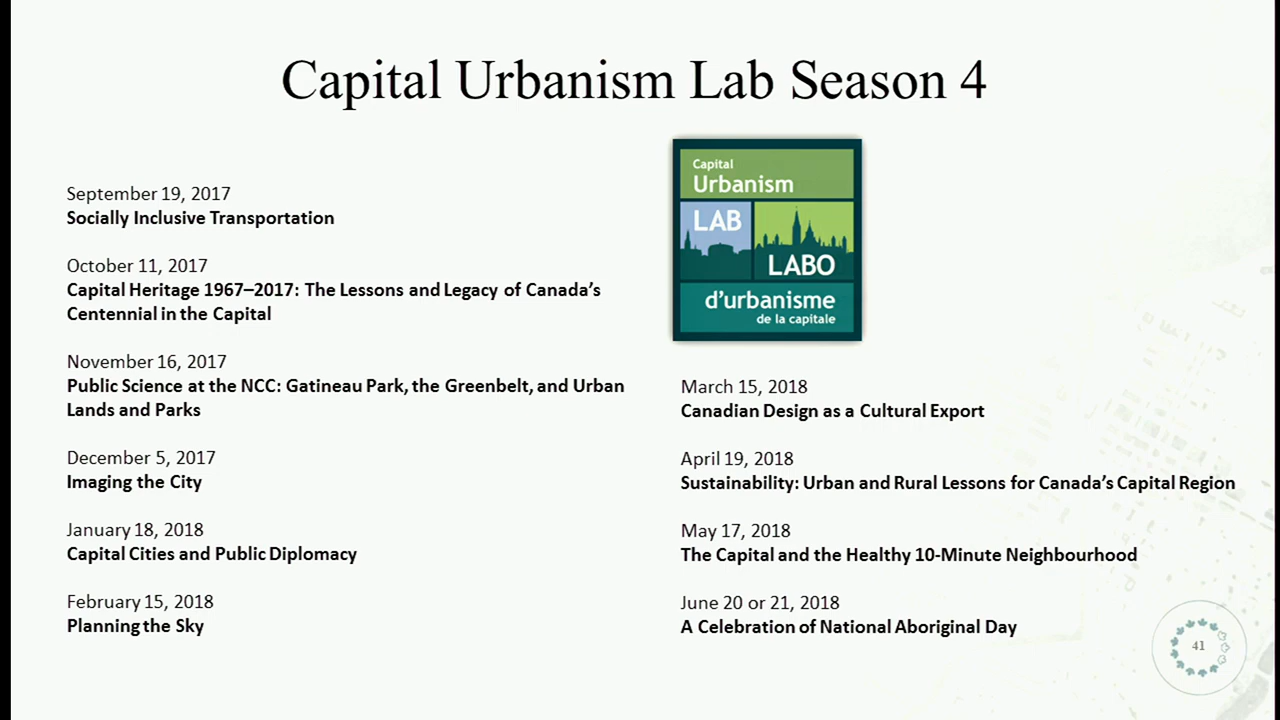 Capital Urbanism Lab Season 4
September 19, 2017
Socially Inclusive Transportation
October 11, 2017
Capital Heritage 1967–2017: The Lessons and Legacy of Canada’s
Centennial in the Capital
November 16, 2017
Public Science at the NCC: Gatineau Park, the Greenbelt, and Urban
Lands and Parks
December 5, 2017
Imaging the City
January 18, 2018
Capital Cities and Public Diplomacy
February 15, 2018
Planning the Sky
Capital
Urbanism
LAB
LABO
d’urbanisme
de la capitale
March 15, 2018
Canadian Design as a Cultural Export
April 19, 2018
Sustainability: Urban and Rural Lessons for Canada’s Capital Region
May 17, 2018
The Capital and the Healthy 10-Minute Neighbourhood
June 20 or 21, 2018
A Celebration of National Aboriginal Day
41